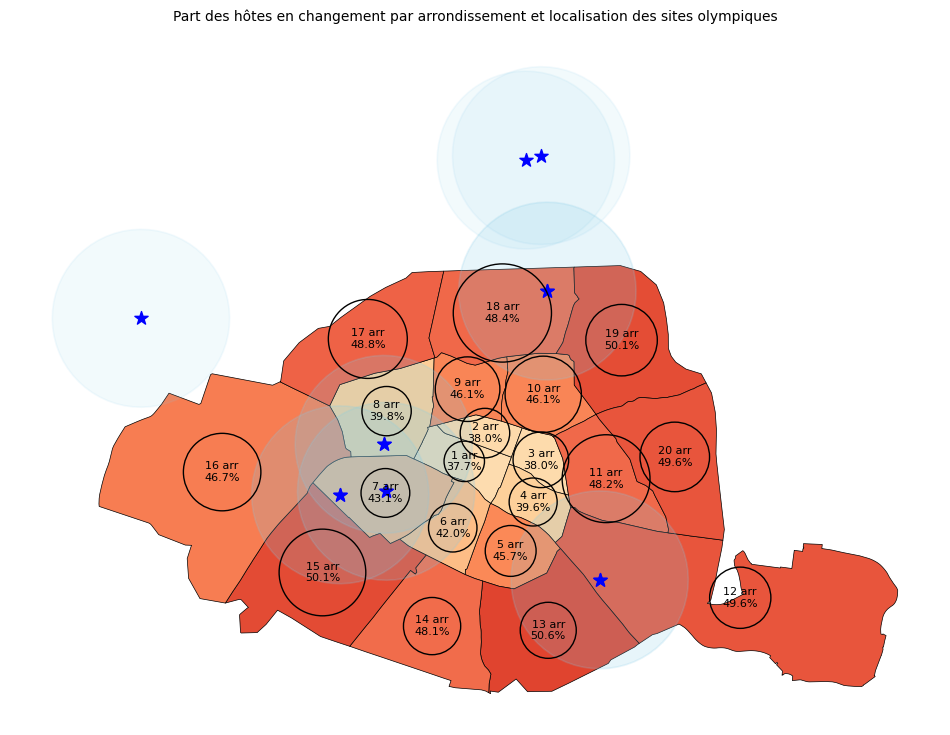 Part des hôtes en changement par arrondissement et localisation des sites olympiques
18 arr
48.4%
17 arr
48.8%
19 arr
50.1%
9 arr
46.1%
10 arr
46.1%
8 arr
39.8%
2 arr
38.0%
1 arr
37.7%
3 arr
38.0%
20 arr
49.6%
16 arr
46.7%
11 arr
48.2%
7 arr
43.1%
4 arr
39.6%
6 arr
42.0%
5 arr
45.7%
15 arr
50.1%
12 arr
49.6%
14 arr
48.1%
13 arr
50.6%